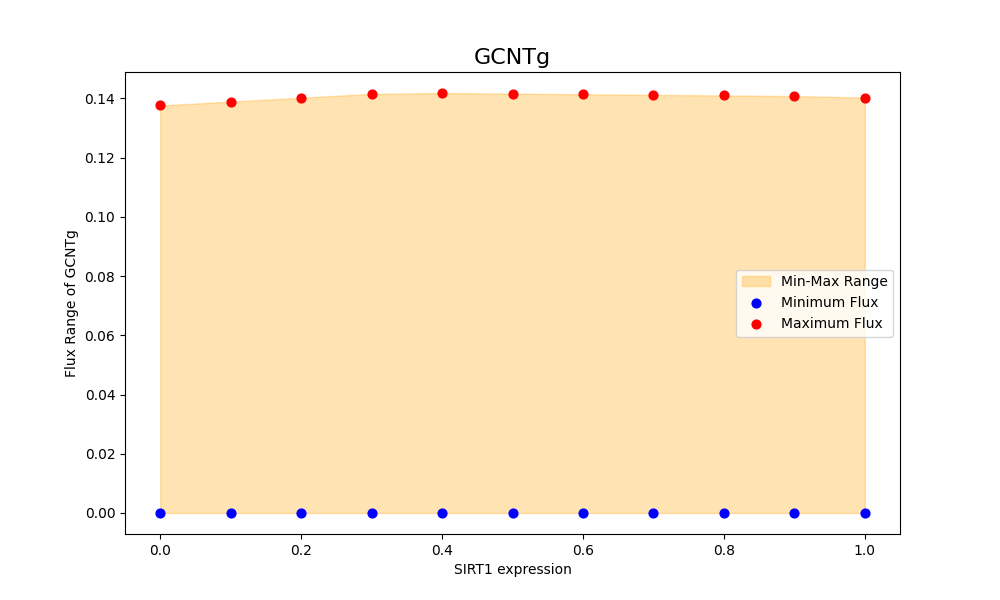 GCNTg
Flux Range of GCNTg
0.14
0.12
0.10
0.08
0.06
0.04
0.02
0.00
Min-Max Range
Minimum Flux
Maximum Flux
0.0 0.2 0.4 0.6 0.8 1.0
SIRT1 expression